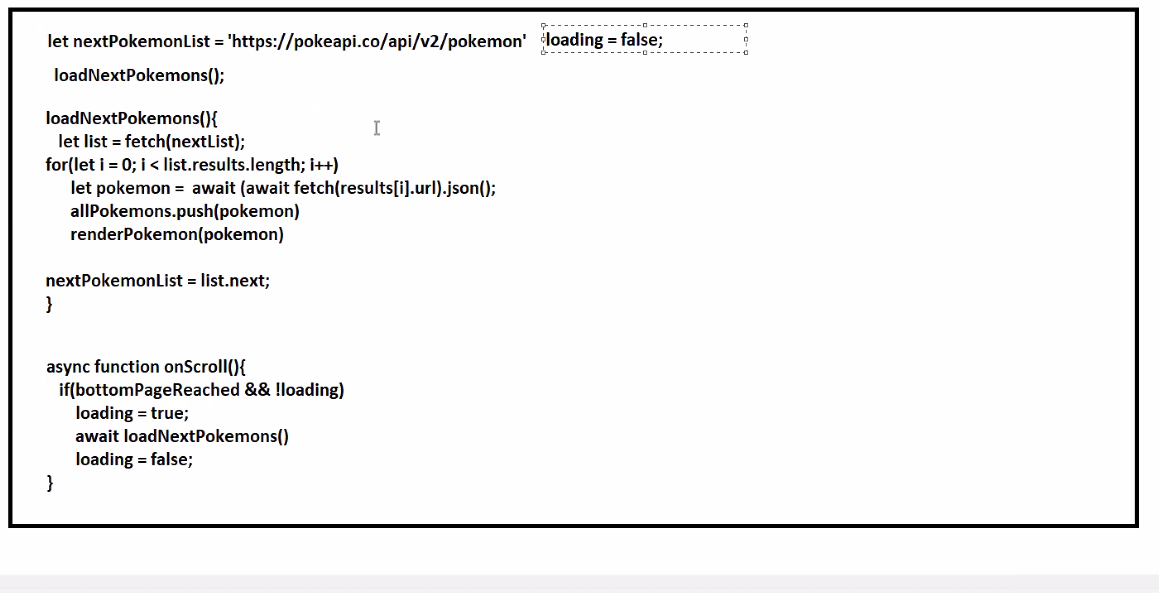 let nextPokemonList = 'https://pokeapi.co/api/v2/pokemon' loading = false;
loadNextPokemons();
loadNextPokemons(){
let list = fetch(nextList);
for(let i = 0; i < list.results.length; i++)
let pokemon = await (await fetch(results[i].url).json();
allPokemons.push(pokemon)
renderPokemon(pokemon)
nextPokemonList = list.next;
}
async function onScroll(){
if(bottomPageReached && !loading)
loading = true;
await loadNextPokemons()
loading = false;
}